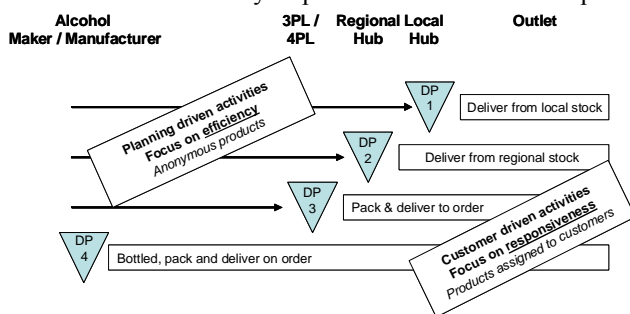 Alcohol
Maker / Manufacturer
3PL /
4PL
Regional
Hub
Local
Hub
Outlet
DP
1
Deliver from local stock
Planning driven activities
Focus on efficiency
Anonymous products
DP
2
Deliver from regional stock
DP
3
Pack & deliver to order
DP
4
Bottled, pack and deliver on order
Customer driven activities
Focus on responsiveness
Products assigned to customers